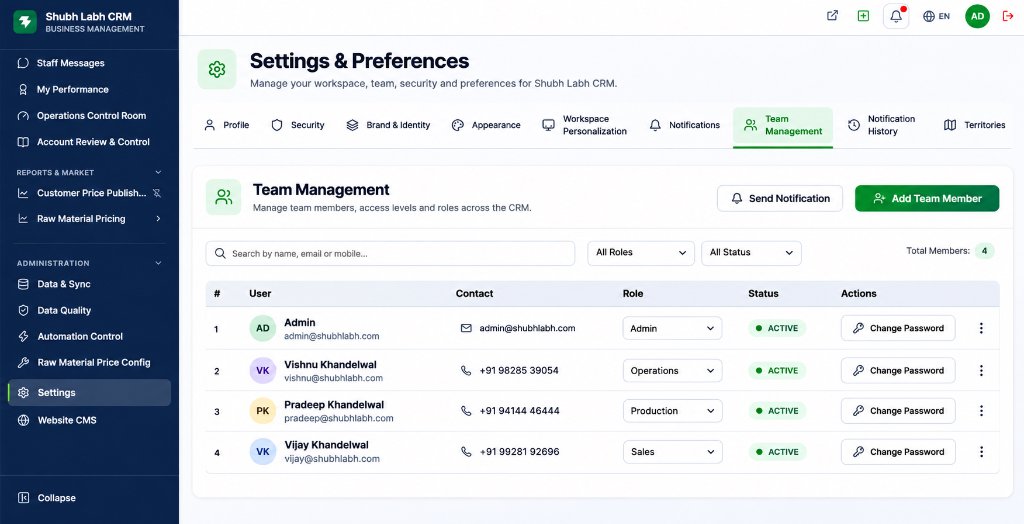 Shubh Labh CRM
BUSINESS MANAGEMENT
EN
AD
Staff Messages
My Performance
Operations Control Room
Account Review & Control
REPORTS & MARKET
Customer Price Publish...
Raw Material Pricing
ADMINISTRATION
Data & Sync
Data Quality
Automation Control
Raw Material Price Config
Settings
Website CMS
Collapse
Settings & Preferences
Manage your workspace, team, security and preferences for Shubh Labh CRM.
Profile
Security
Brand & Identity
Appearance
Workspace
Personalization
Notifications
Team
Management
Notification
History
Territories
Team Management
Manage team members, access levels and roles across the CRM.
Send Notification
Add Team Member
Search by name, email or mobile...
All Roles
All Status
Total Members: 4
# User Contact Role Status Actions
1 AD Admin admin@shubhlabh.com Admin ACTIVE Change Password
admin@shubhlabh.com
2 VK Vishnu Khandelwal +91 98285 39054 Operations ACTIVE Change Password
vishnu@shubhlabh.com
3 PK Pradeep Khandelwal +91 94144 46444 Production ACTIVE Change Password
pradeep@shubhlabh.com
4 VK Vijay Khandelwal +91 99281 92696 Sales ACTIVE Change Password
vijay@shubhlabh.com